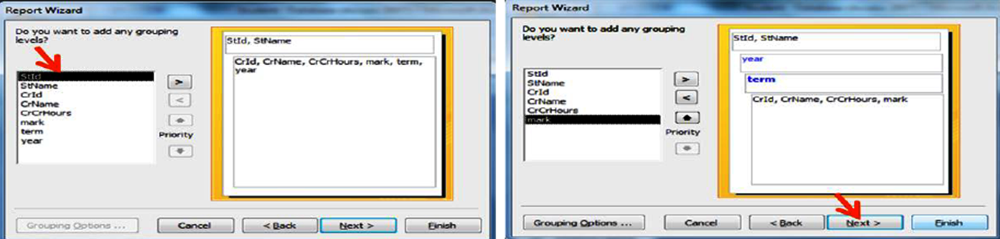 Report Wizard
Do you want to add any grouping
levels?
StId
StName
CrId
CrName
CrCrHours
mark
term
year
>
<
Priority
StId, StName
CrId, CrName, CrCrHours, mark, term,
year
Grouping Options ...
Cancel
< Back
Next >
Finish
Report Wizard
Do you want to add any grouping
levels?
StId
StName
CrId
CrName
CrCrHours
mark
>
<
Priority
StId, StName
year
term
CrId, CrName, CrCrHours, mark
Grouping Options ...
Cancel
< Back
Next >
Finish